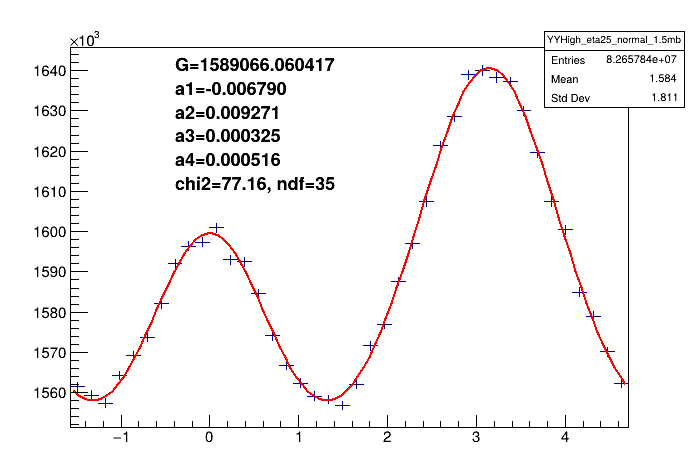 ×10³
G=1589066.060417
a1=-0.006790
a2=0.009271
a3=0.000325
a4=0.000516
chi2=77.16, ndf=35
YYHigh_eta25_normal_1.5mb
Entries 8.265784e+07
Mean 1.584
Std Dev 1.811
1640
1630
1620
1610
1600
1590
1580
1570
1560
−1 0 1 2 3 4